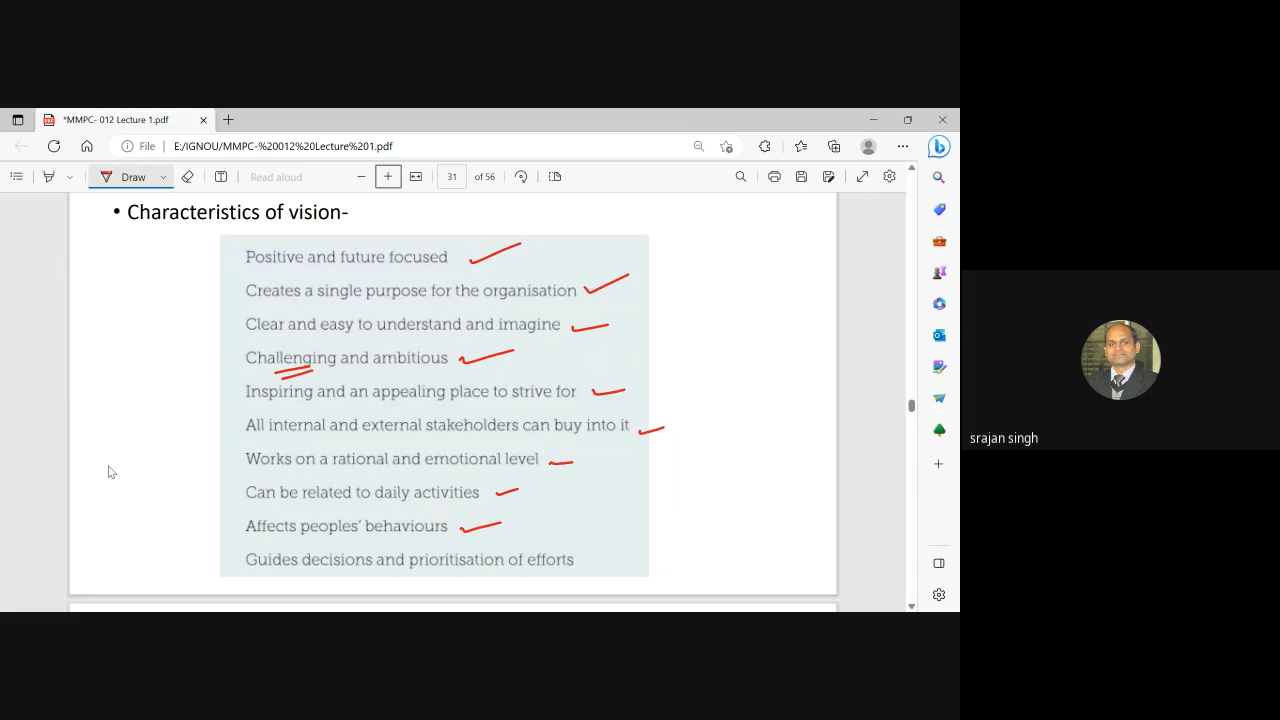 *MMPC- 012 Lecture 1.pdf
File
E:/IGNOU/MMPC-%20012%20Lecture%201.pdf
Draw
Read aloud
31
of 56
• Characteristics of vision-
Positive and future focused
Creates a single purpose for the organisation
Clear and easy to understand and imagine
Challenging and ambitious
Inspiring and an appealing place to strive for
All internal and external stakeholders can buy into it
Works on a rational and emotional level
Can be related to daily activities
Affects peoples' behaviours
Guides decisions and prioritisation of efforts
srajan singh